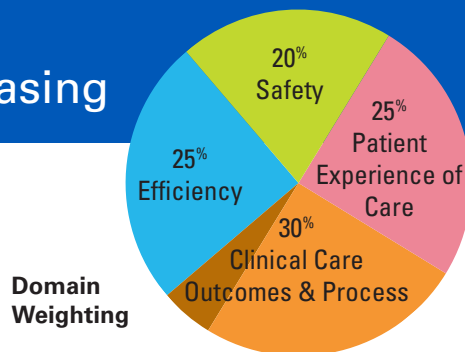 asing
20%
Safety
25%
Patient
Experience of
Care
25%
Efficiency
30%
Clinical Care
Outcomes & Process
Domain
Weighting